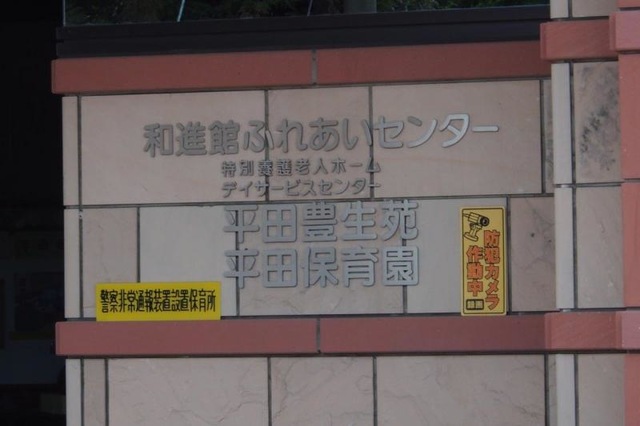 和進館ふれあいセンター
特別養護老人ホーム
デイサービスセンター
平田豊生苑
平田保育園
警察非常通報装置設置保育所
防犯カメラ
作動中